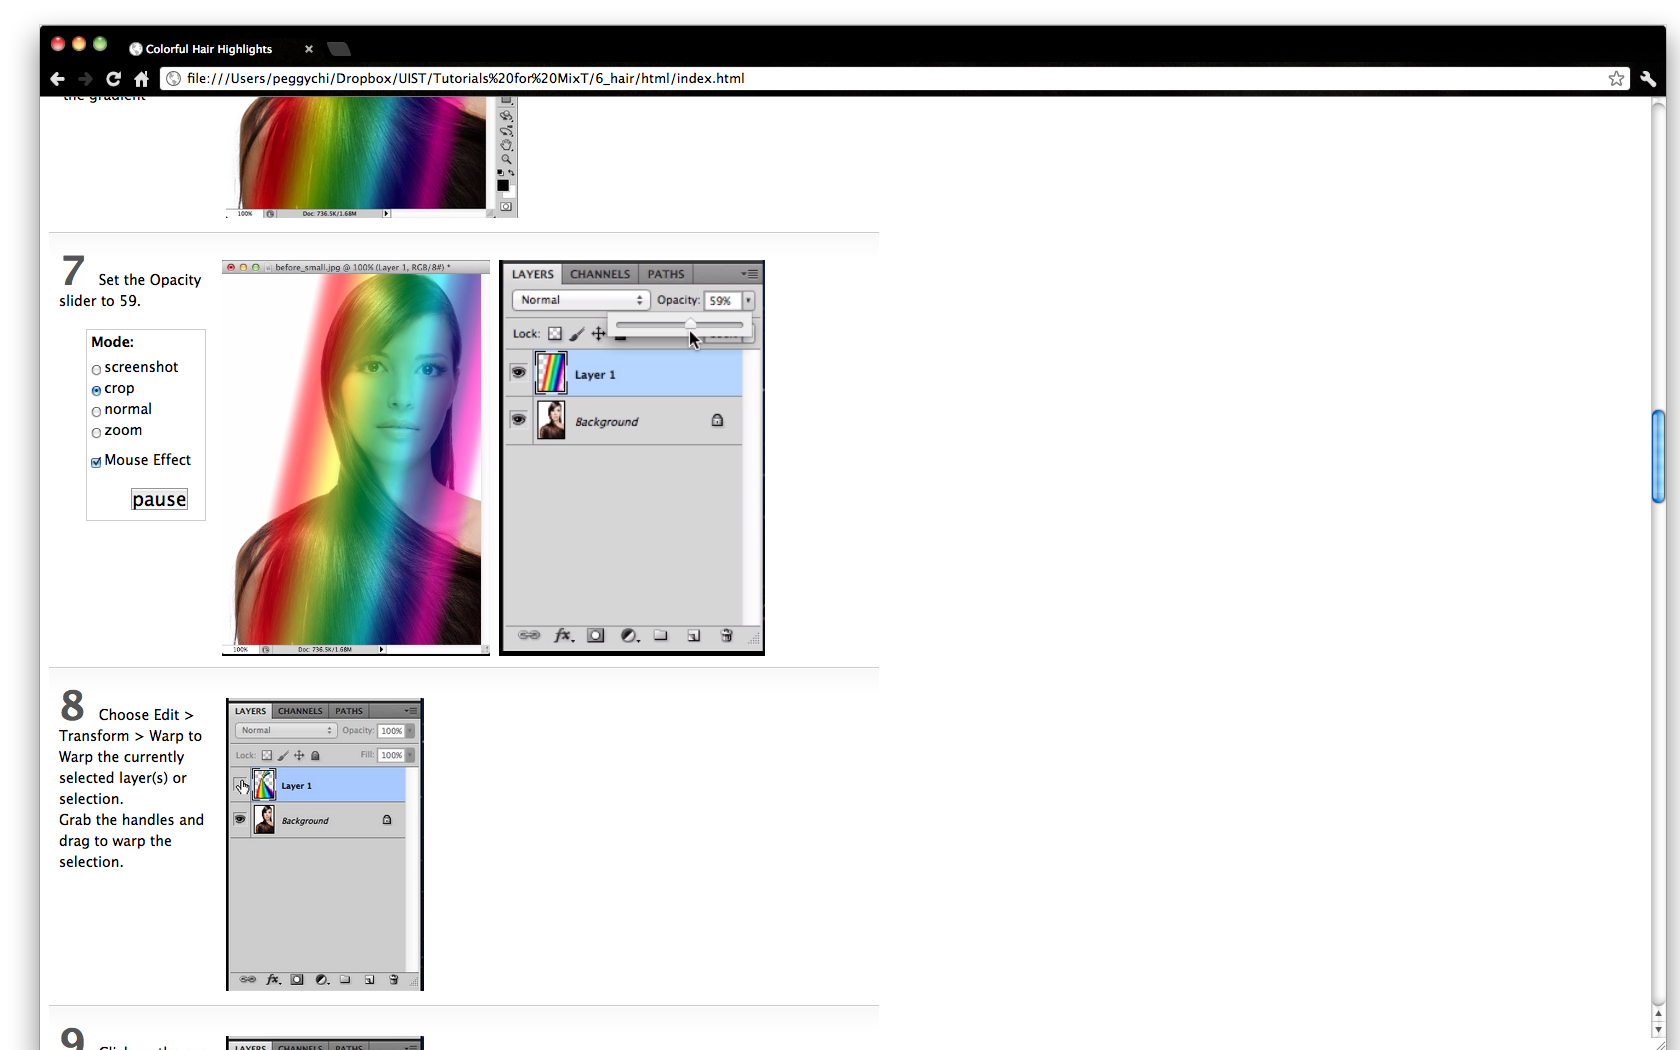 Colorful Hair Highlights
file:///Users/peggychi/Dropbox/UIST/Tutorials%20for%20MixT/6_hair/html/index.html
the gradient
100%
Doc: 736.5K/1.68M
7 Set the Opacity
slider to 59.
Mode:
screenshot
crop
normal
zoom
Mouse Effect
pause
before_small.jpg @ 100% (Layer 1, RGB/8#) *
100%
Doc: 736.5K/1.68M
LAYERS CHANNELS PATHS
Normal Opacity: 59%
Lock:
Layer 1
Background
fx
8 Choose Edit >
Transform > Warp to
Warp the currently
selected layer(s) or
selection.
Grab the handles and
drag to warp the
selection.
LAYERS CHANNELS PATHS
Normal Opacity: 100%
Lock: Fill: 100%
Layer 1
Background
fx
9
LAYERS CHANNELS PATHS